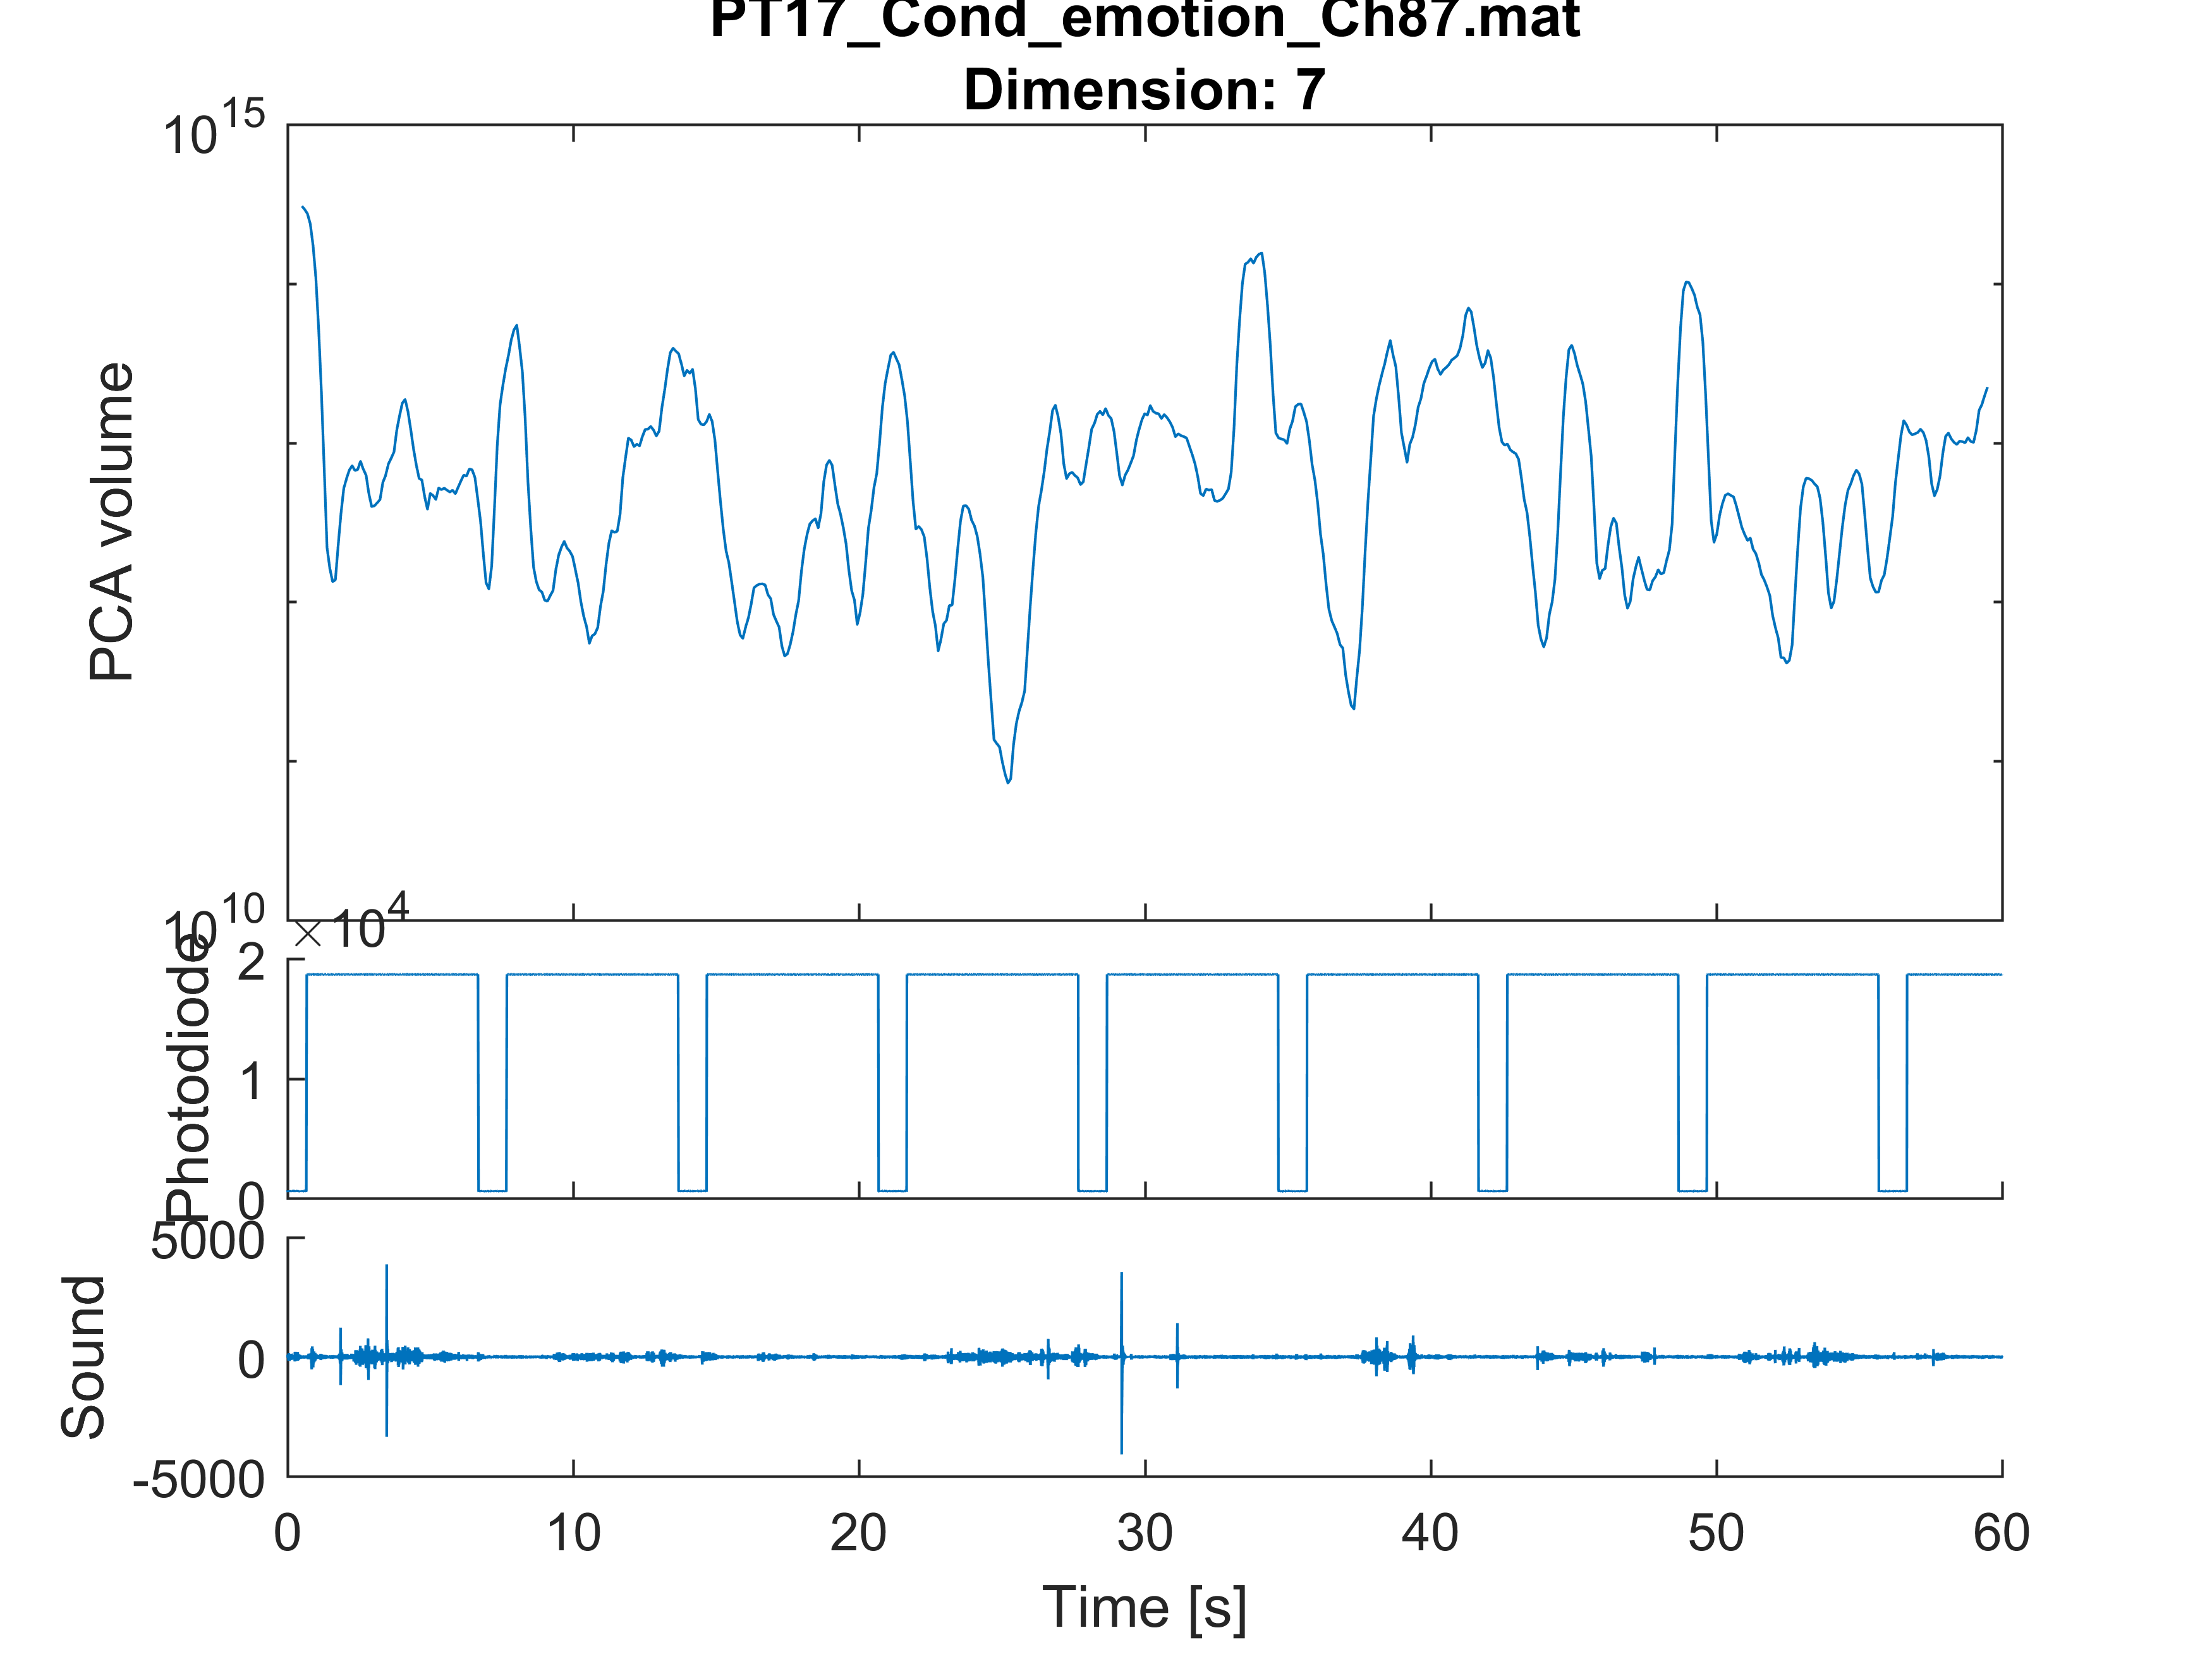 PT17_Cond_emotion_Ch87.mat
Dimension: 7
10^15
PCA volume
10^10
×10^4
2
Photodiode
1
0
5000
Sound
0
-5000
0 10 20 30 40 50 60
Time [s]